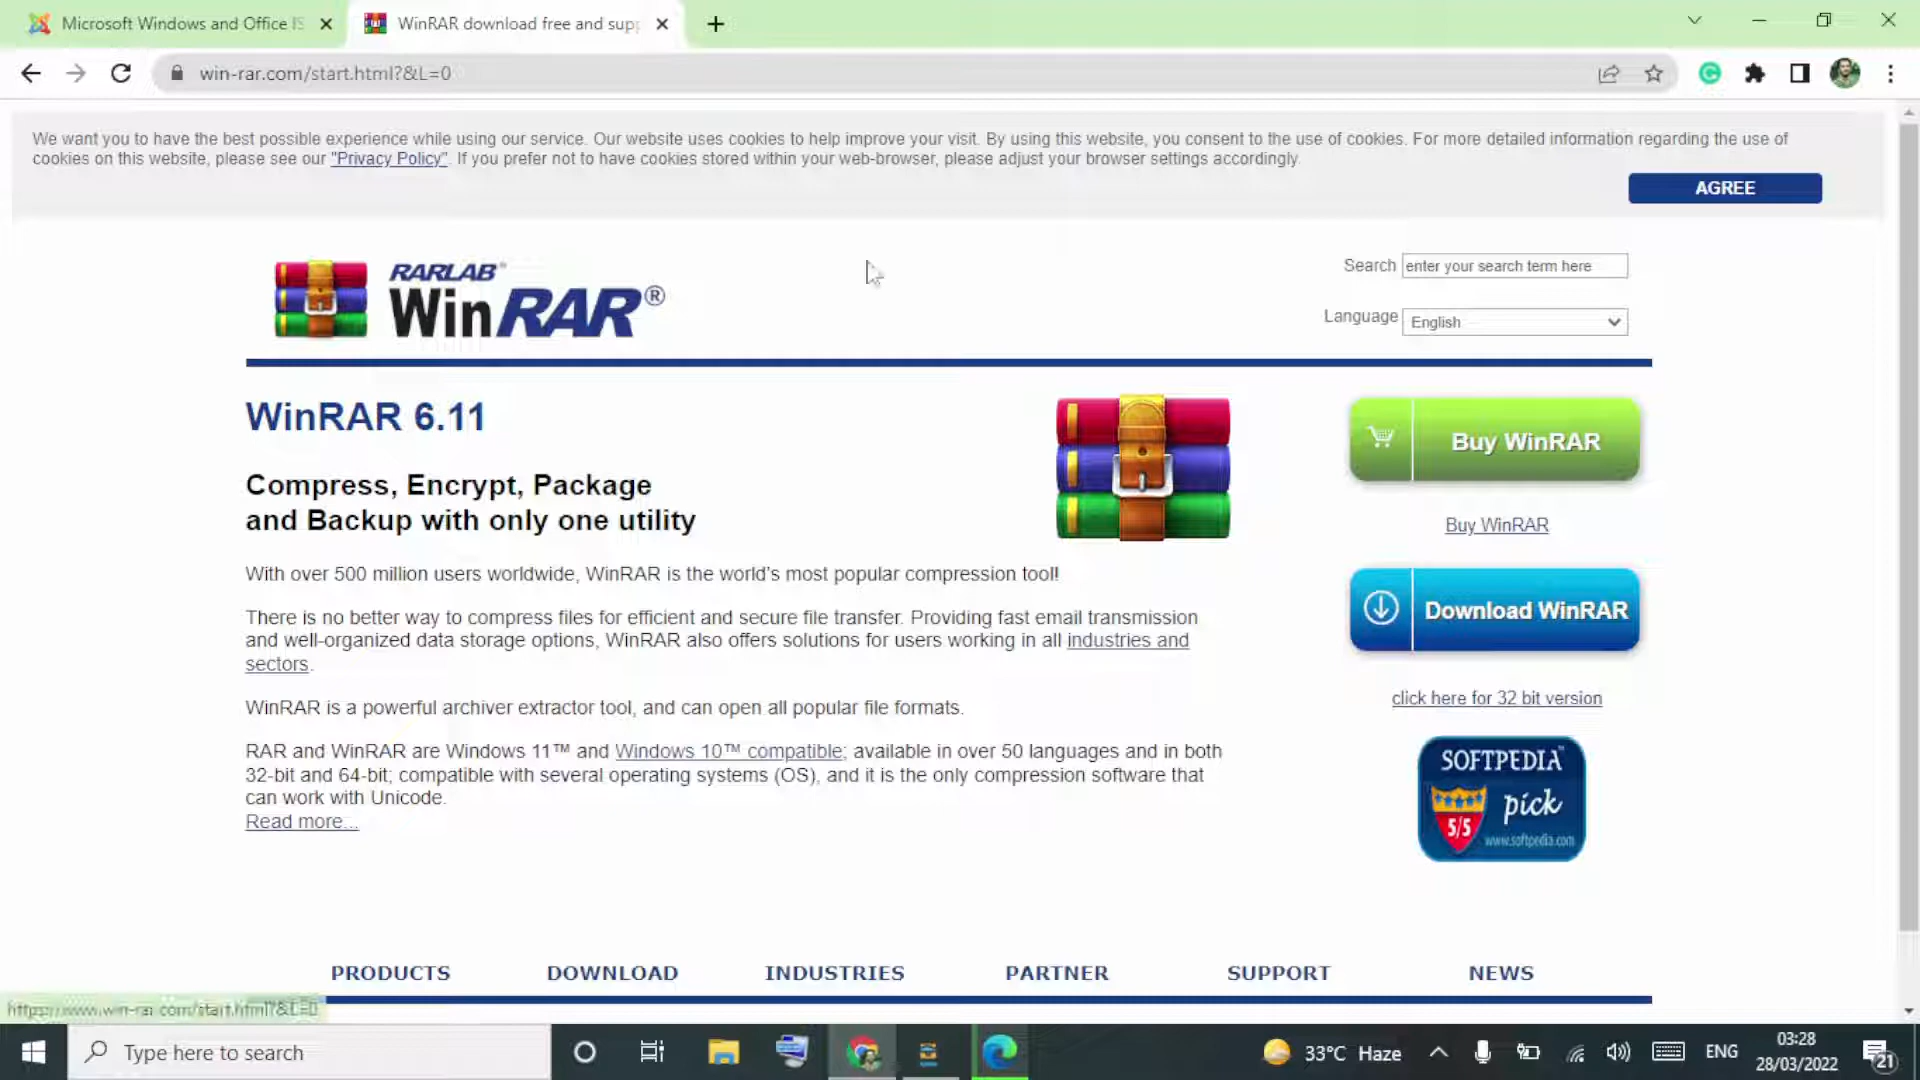 Microsoft Windows and Office IS
WinRAR download free and supp
win-rar.com/start.html?&L=0
We want you to have the best possible experience while using our service. Our website uses cookies to help improve your visit. By using this website, you consent to the use of cookies. For more detailed information regarding the use of
cookies on this website, please see our "Privacy Policy". If you prefer not to have cookies stored within your web-browser, please adjust your browser settings accordingly.
AGREE
RARLAB®
WinRAR®
Search enter your search term here
Language English
WinRAR 6.11
Compress, Encrypt, Package
and Backup with only one utility
With over 500 million users worldwide, WinRAR is the world's most popular compression tool!
There is no better way to compress files for efficient and secure file transfer. Providing fast email transmission
and well-organized data storage options, WinRAR also offers solutions for users working in all industries and
sectors.
WinRAR is a powerful archiver extractor tool, and can open all popular file formats.
RAR and WinRAR are Windows 11™ and Windows 10™ compatible; available in over 50 languages and in both
32-bit and 64-bit; compatible with several operating systems (OS), and it is the only compression software that
can work with Unicode.
Read more...
Buy WinRAR
Buy WinRAR
Download WinRAR
click here for 32 bit version
SOFTPEDIA™
pick
5/5
www.softpedia.com
PRODUCTS DOWNLOAD INDUSTRIES PARTNER SUPPORT NEWS
https://www.win-rar.com/start.html?&L=0
Type here to search
33°C Haze
ENG
03:28
28/03/2022
21